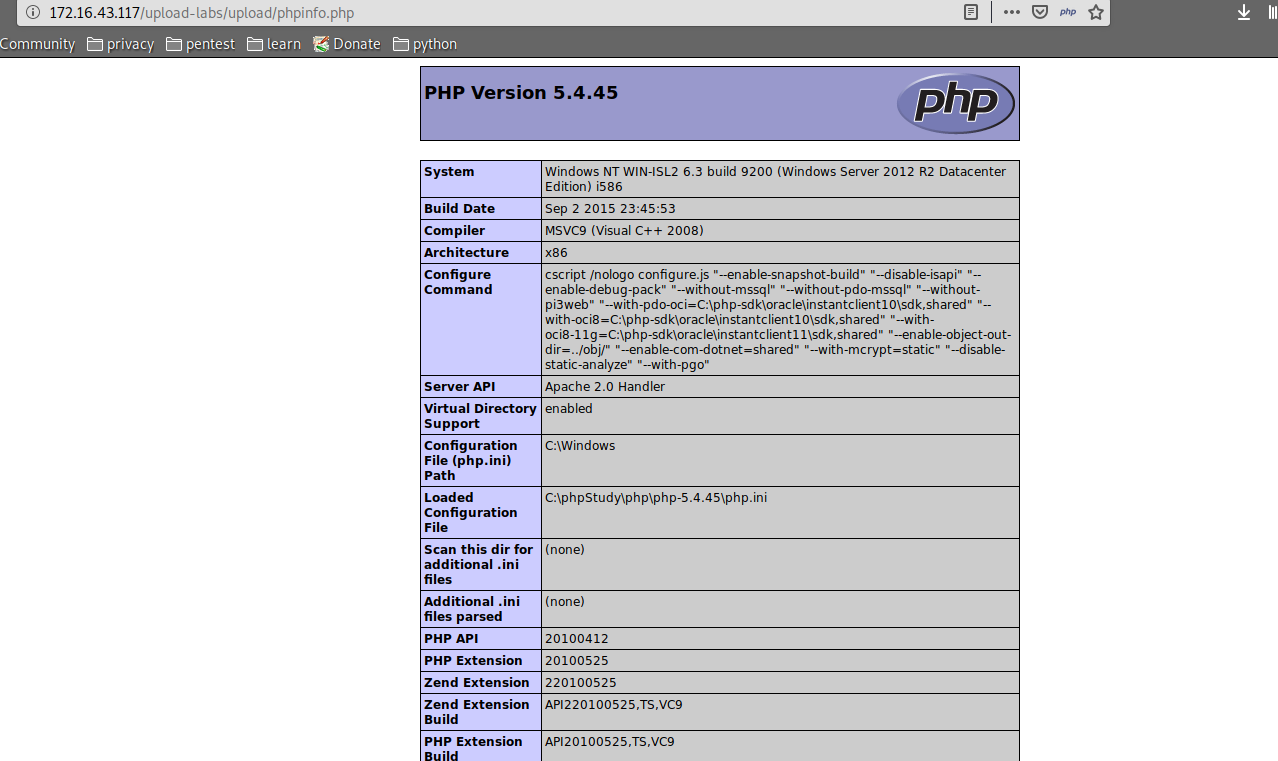 172.16.43.117/upload-labs/upload/phpinfo.php
php
Community privacy pentest learn Donate python
PHP Version 5.4.45
php
System
Windows NT WIN-ISL2 6.3 build 9200 (Windows Server 2012 R2 Datacenter
Edition) i586
Build Date
Sep 2 2015 23:45:53
Compiler
MSVC9 (Visual C++ 2008)
Architecture
x86
Configure
Command
cscript /nologo configure.js "--enable-snapshot-build" "--disable-isapi" "--
enable-debug-pack" "--without-mssql" "--without-pdo-mssql" "--without-
pi3web" "--with-pdo-oci=C:\php-sdk\oracle\instantclient10\sdk,shared" "--
with-oci8=C:\php-sdk\oracle\instantclient10\sdk,shared" "--with-
oci8-11g=C:\php-sdk\oracle\instantclient11\sdk,shared" "--enable-object-out-
dir=../obj/" "--enable-com-dotnet=shared" "--with-mcrypt=static" "--disable-
static-analyze" "--with-pgo"
Server API
Apache 2.0 Handler
Virtual Directory
Support
enabled
Configuration
File (php.ini)
Path
C:\Windows
Loaded
Configuration
File
C:\phpStudy\php\php-5.4.45\php.ini
Scan this dir for
additional .ini
files
(none)
Additional .ini
files parsed
(none)
PHP API
20100412
PHP Extension
20100525
Zend Extension
220100525
Zend Extension
Build
API220100525,TS,VC9
PHP Extension
Build
API20100525,TS,VC9